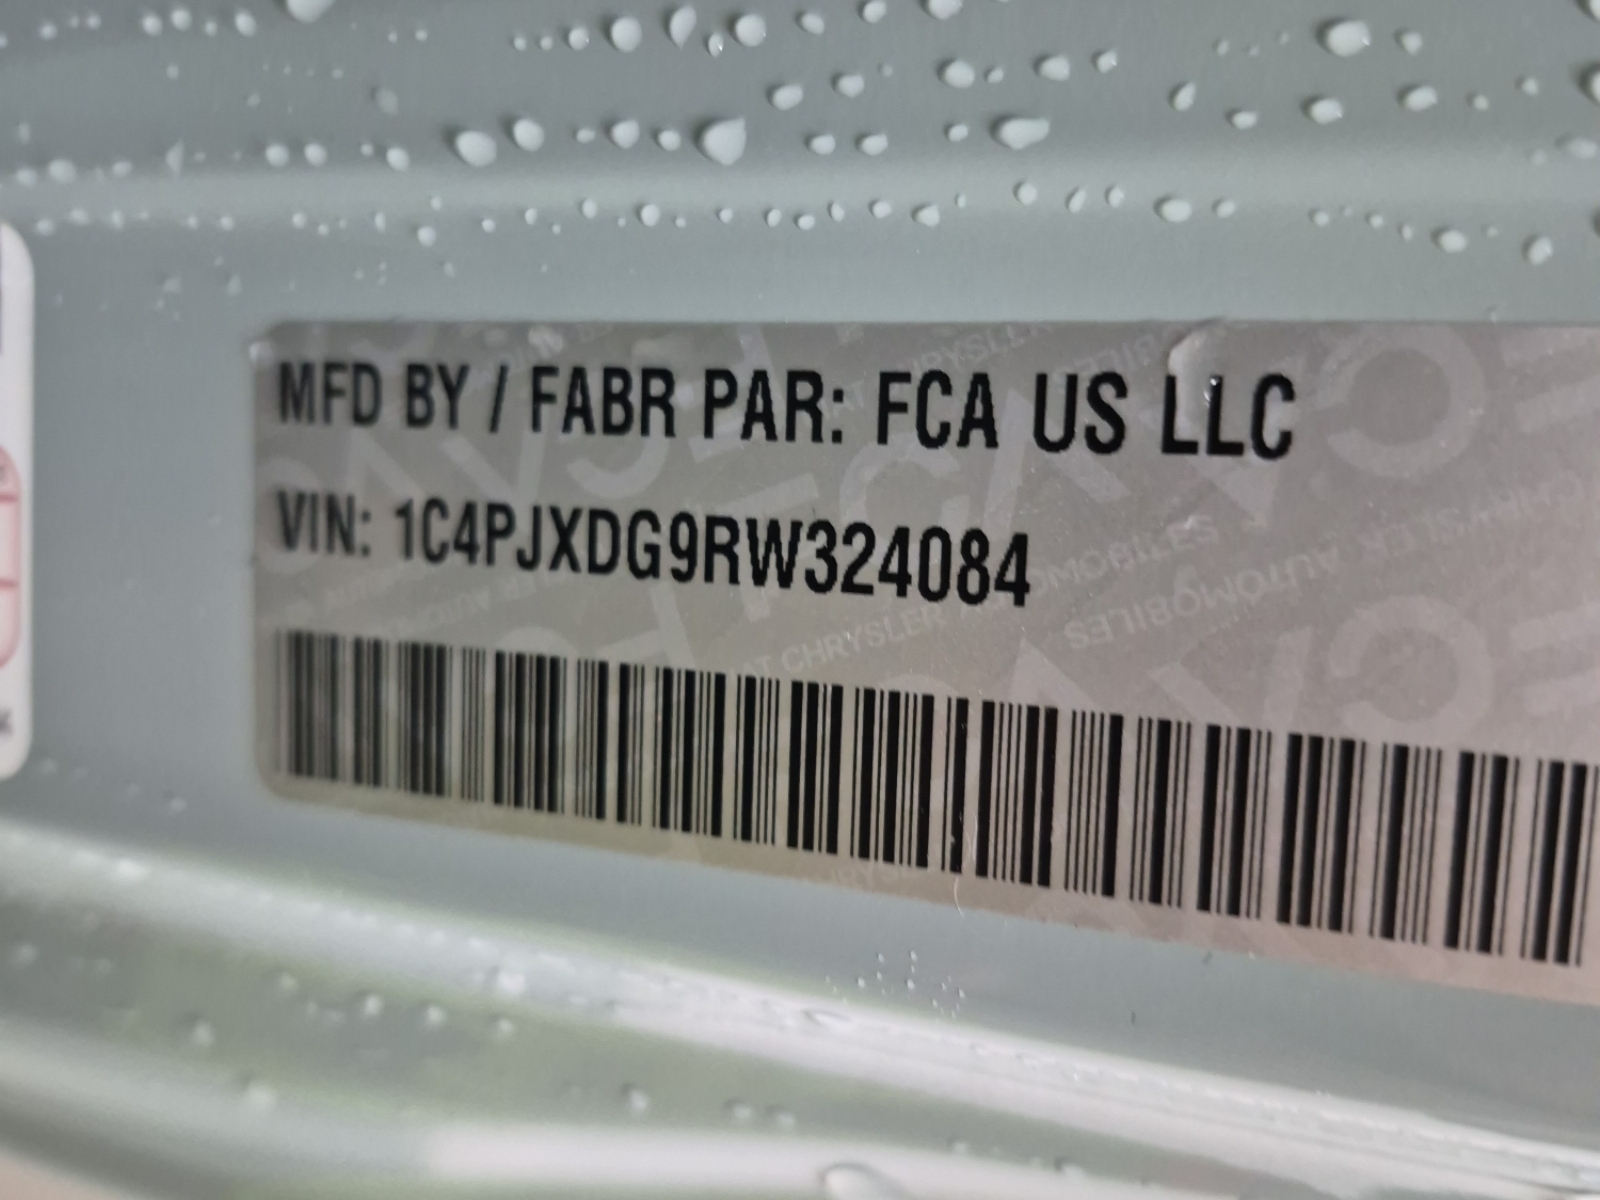 MFD BY / FABR PAR: FCA US LLC
VIN: 1C4PJXDG9RW324084